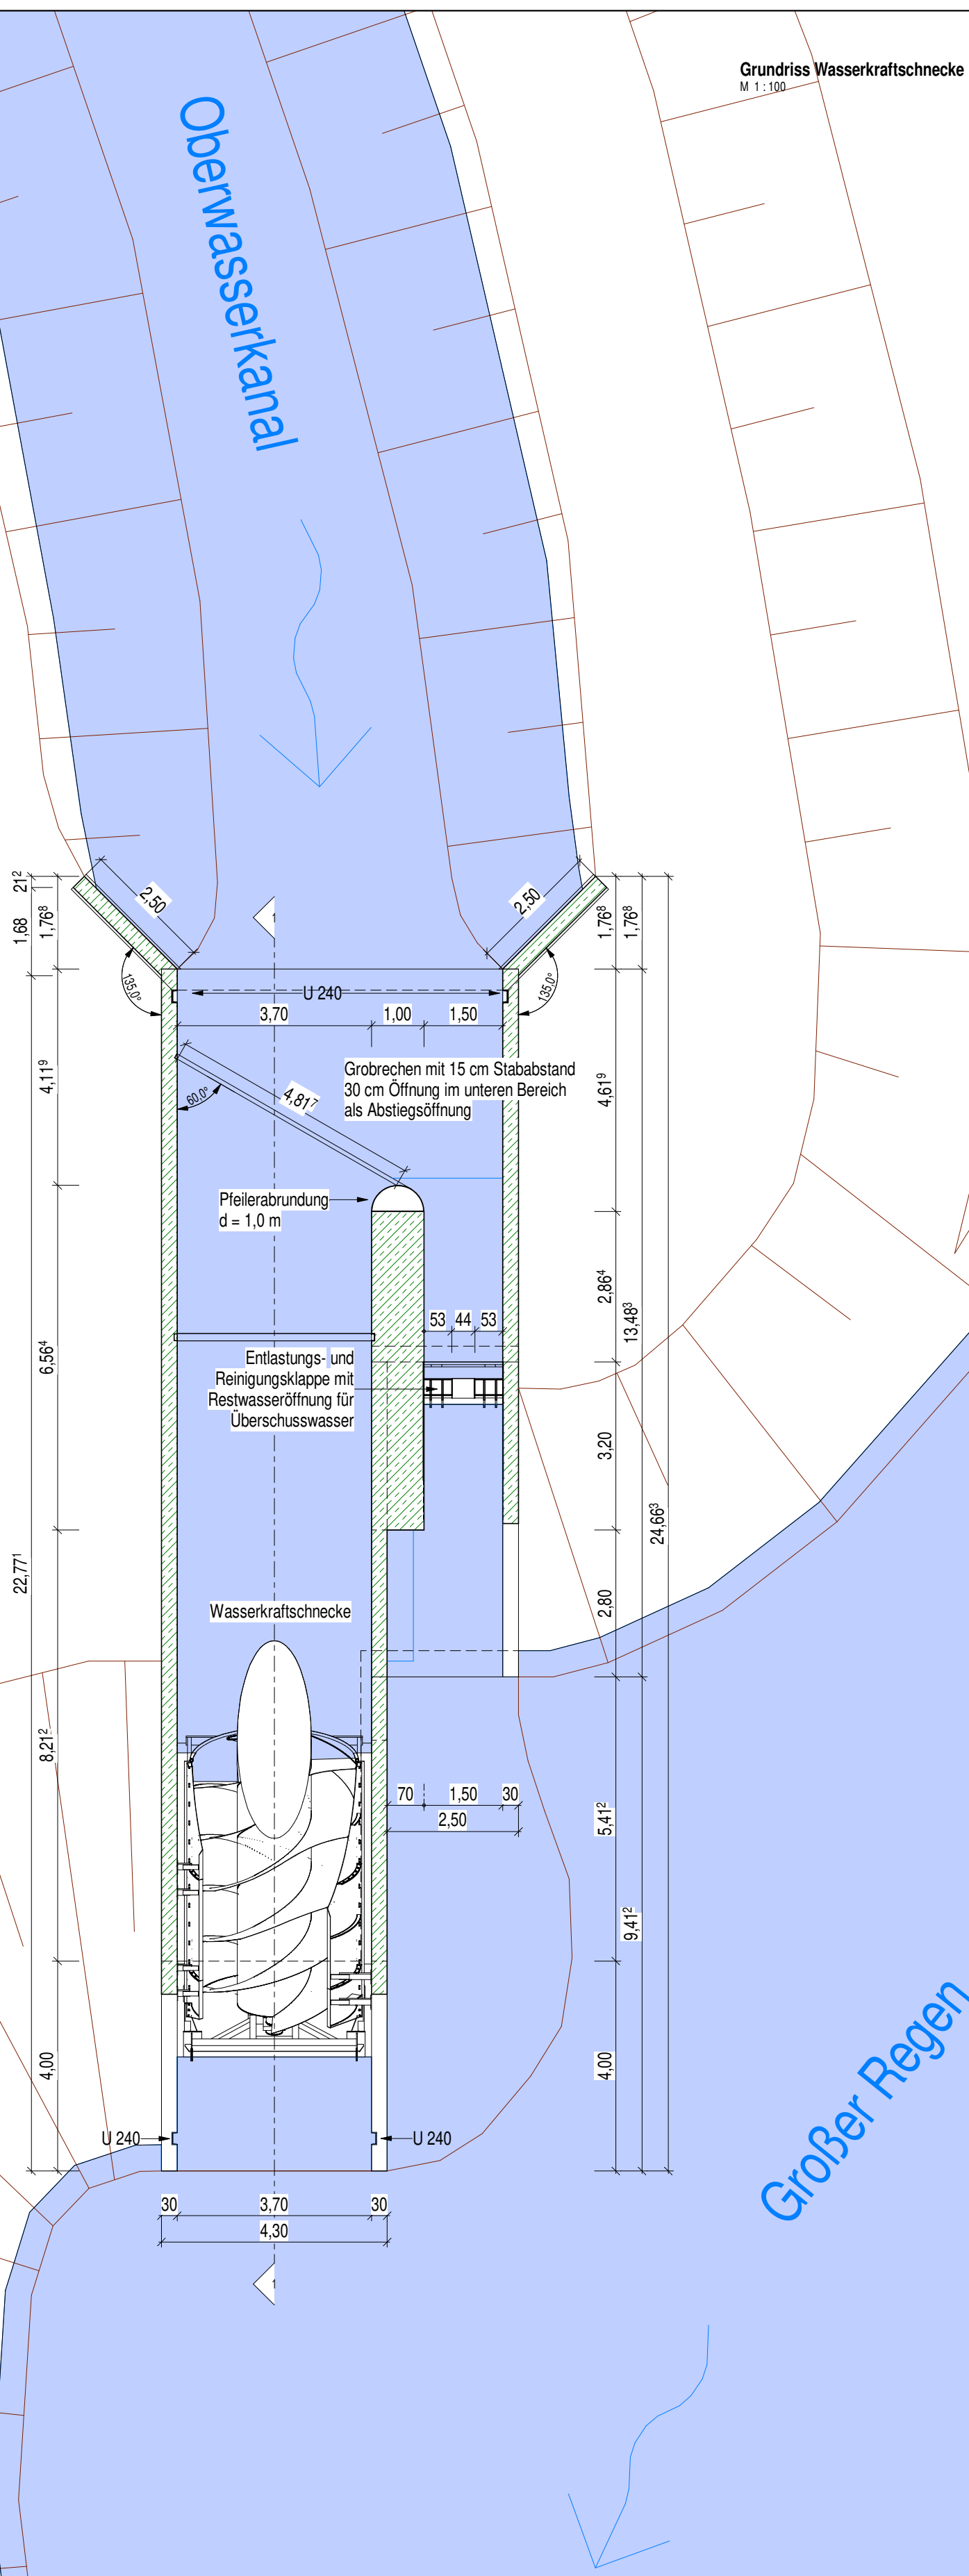 Grundriss Wasserkraftschnecke
M 1 : 100
Oberwasserkanal
21²
1,68
1,76⁸
2,50
2,50
1,76⁸
1,76⁸
1
135,0°
135,0°
U 240
3,70
1,00
1,50
4,11⁹
4,61⁹
Grobrechen mit 15 cm Stababstand
30 cm Öffnung im unteren Bereich
als Abstiegsöffnung
60,0°
4,81⁷
Pfeilerabrundung
d = 1,0 m
2,86⁴
13,48³
53
44
53
6,56⁴
Entlastungs- und
Reinigungsklappe mit
Restwasseröffnung für
Überschusswasser
3,20
24,66³
22,77¹
2,80
Wasserkraftschnecke
8,21²
70
1,50
30
2,50
5,41²
9,41²
4,00
4,00
Großer Regen
U 240
U 240
30
3,70
30
4,30
1